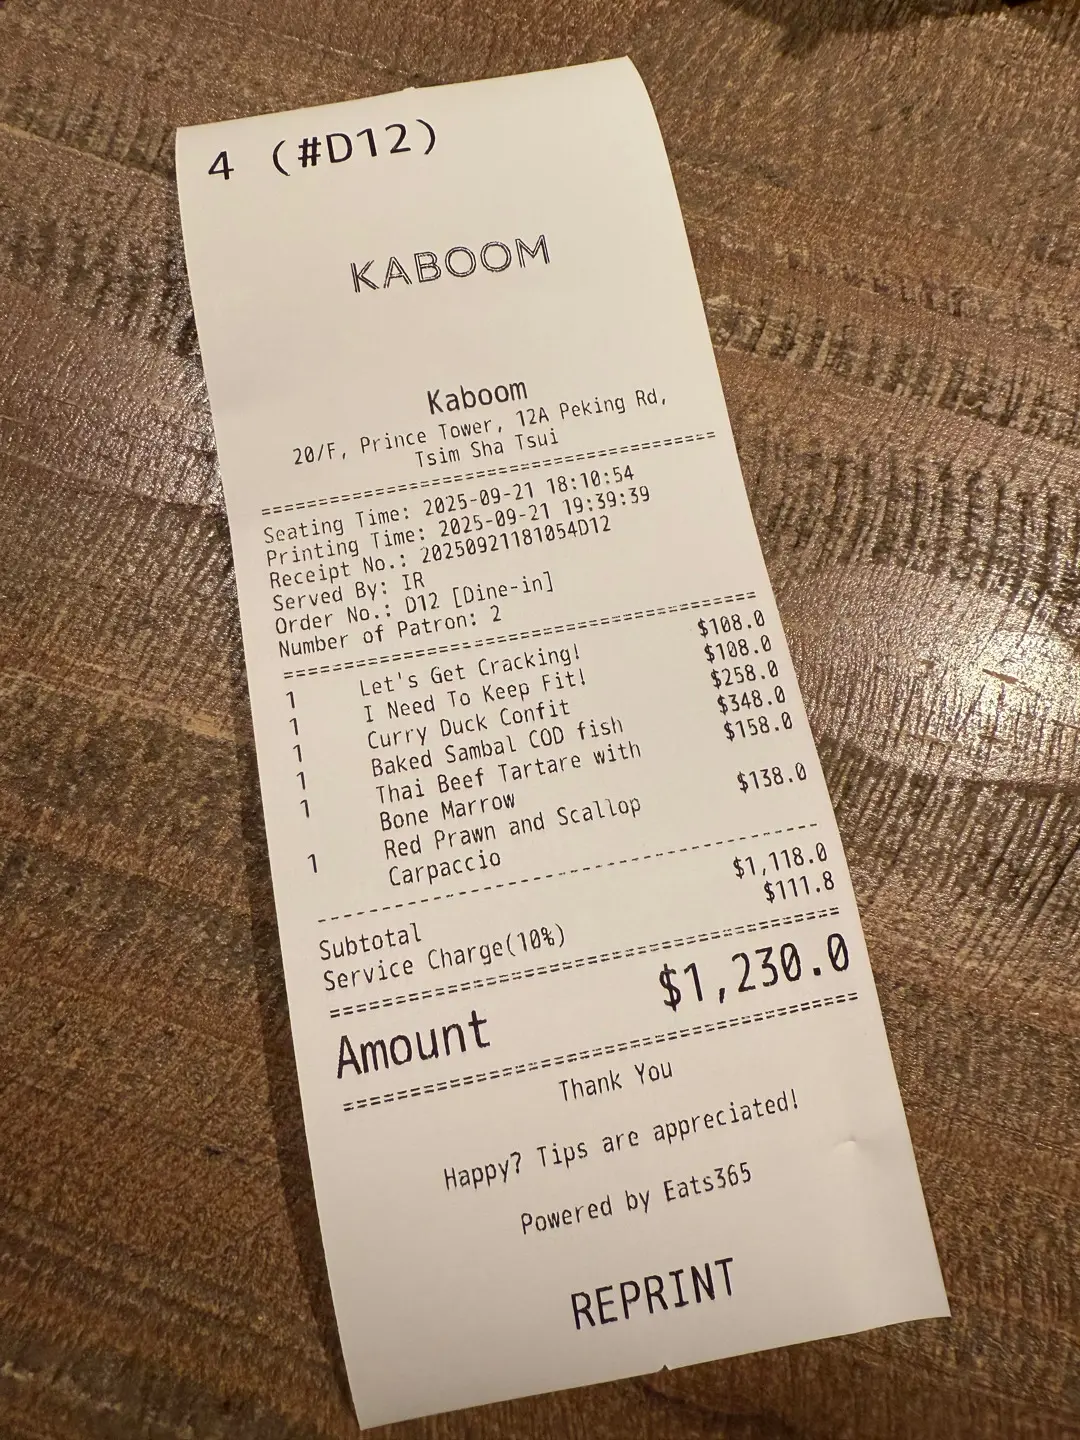 4 (#D12)
KABOOM
Kaboom
20/F, Prince Tower, 12A Peking Rd,
Tsim Sha Tsui
================================================
Seating Time: 2025-09-21 18:10:54
Printing Time: 2025-09-21 19:39:39
Receipt No.: 20250921181054D12
Served By: IR
Order No.: D12 [Dine-in]
Number of Patron: 2
================================================
1 Let's Get Cracking! $108.0
1 I Need To Keep Fit! $108.0
1 Curry Duck Confit $258.0
1 Baked Sambal COD fish $348.0
1 Thai Beef Tartare with $158.0
Bone Marrow
1 Red Prawn and Scallop $138.0
Carpaccio
------------------------------------------------
Subtotal $1,118.0
Service Charge(10%) $111.8
================================================
Amount $1,230.0
================================================
Thank You
Happy? Tips are appreciated!
Powered by Eats365
REPRINT